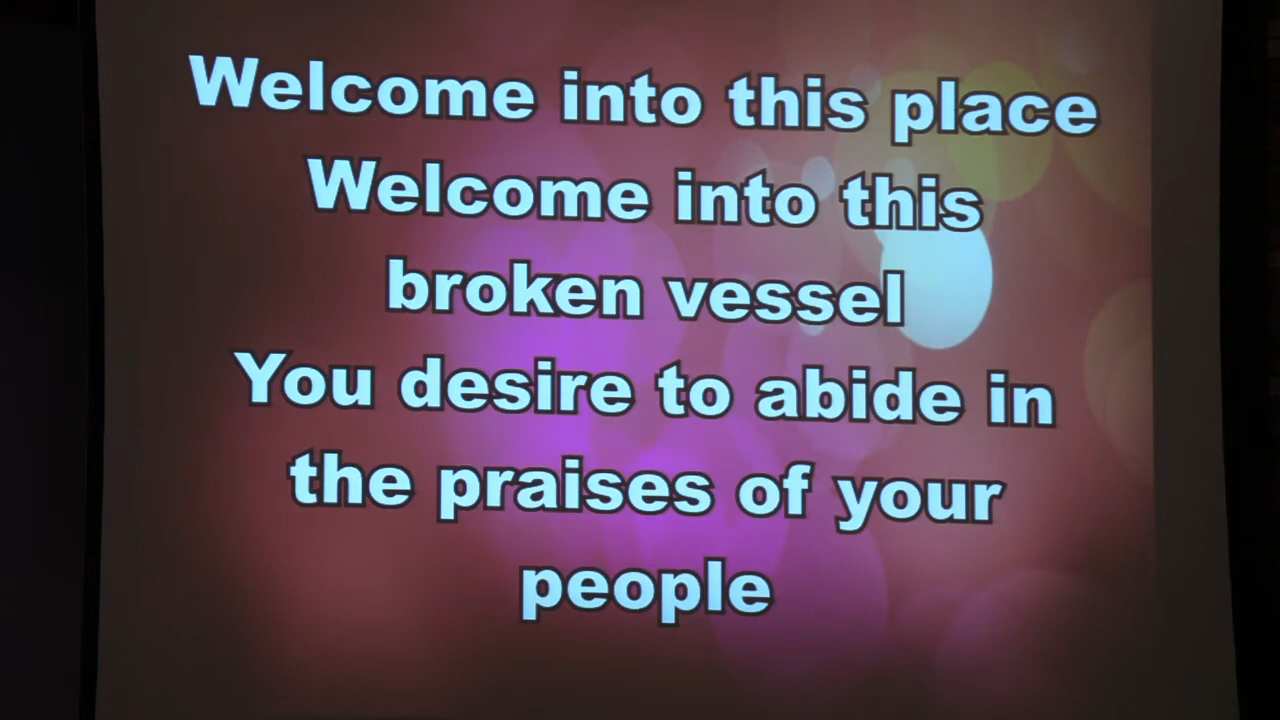 Welcome into this place
Welcome into this
broken vessel
You desire to abide in
the praises of your
people